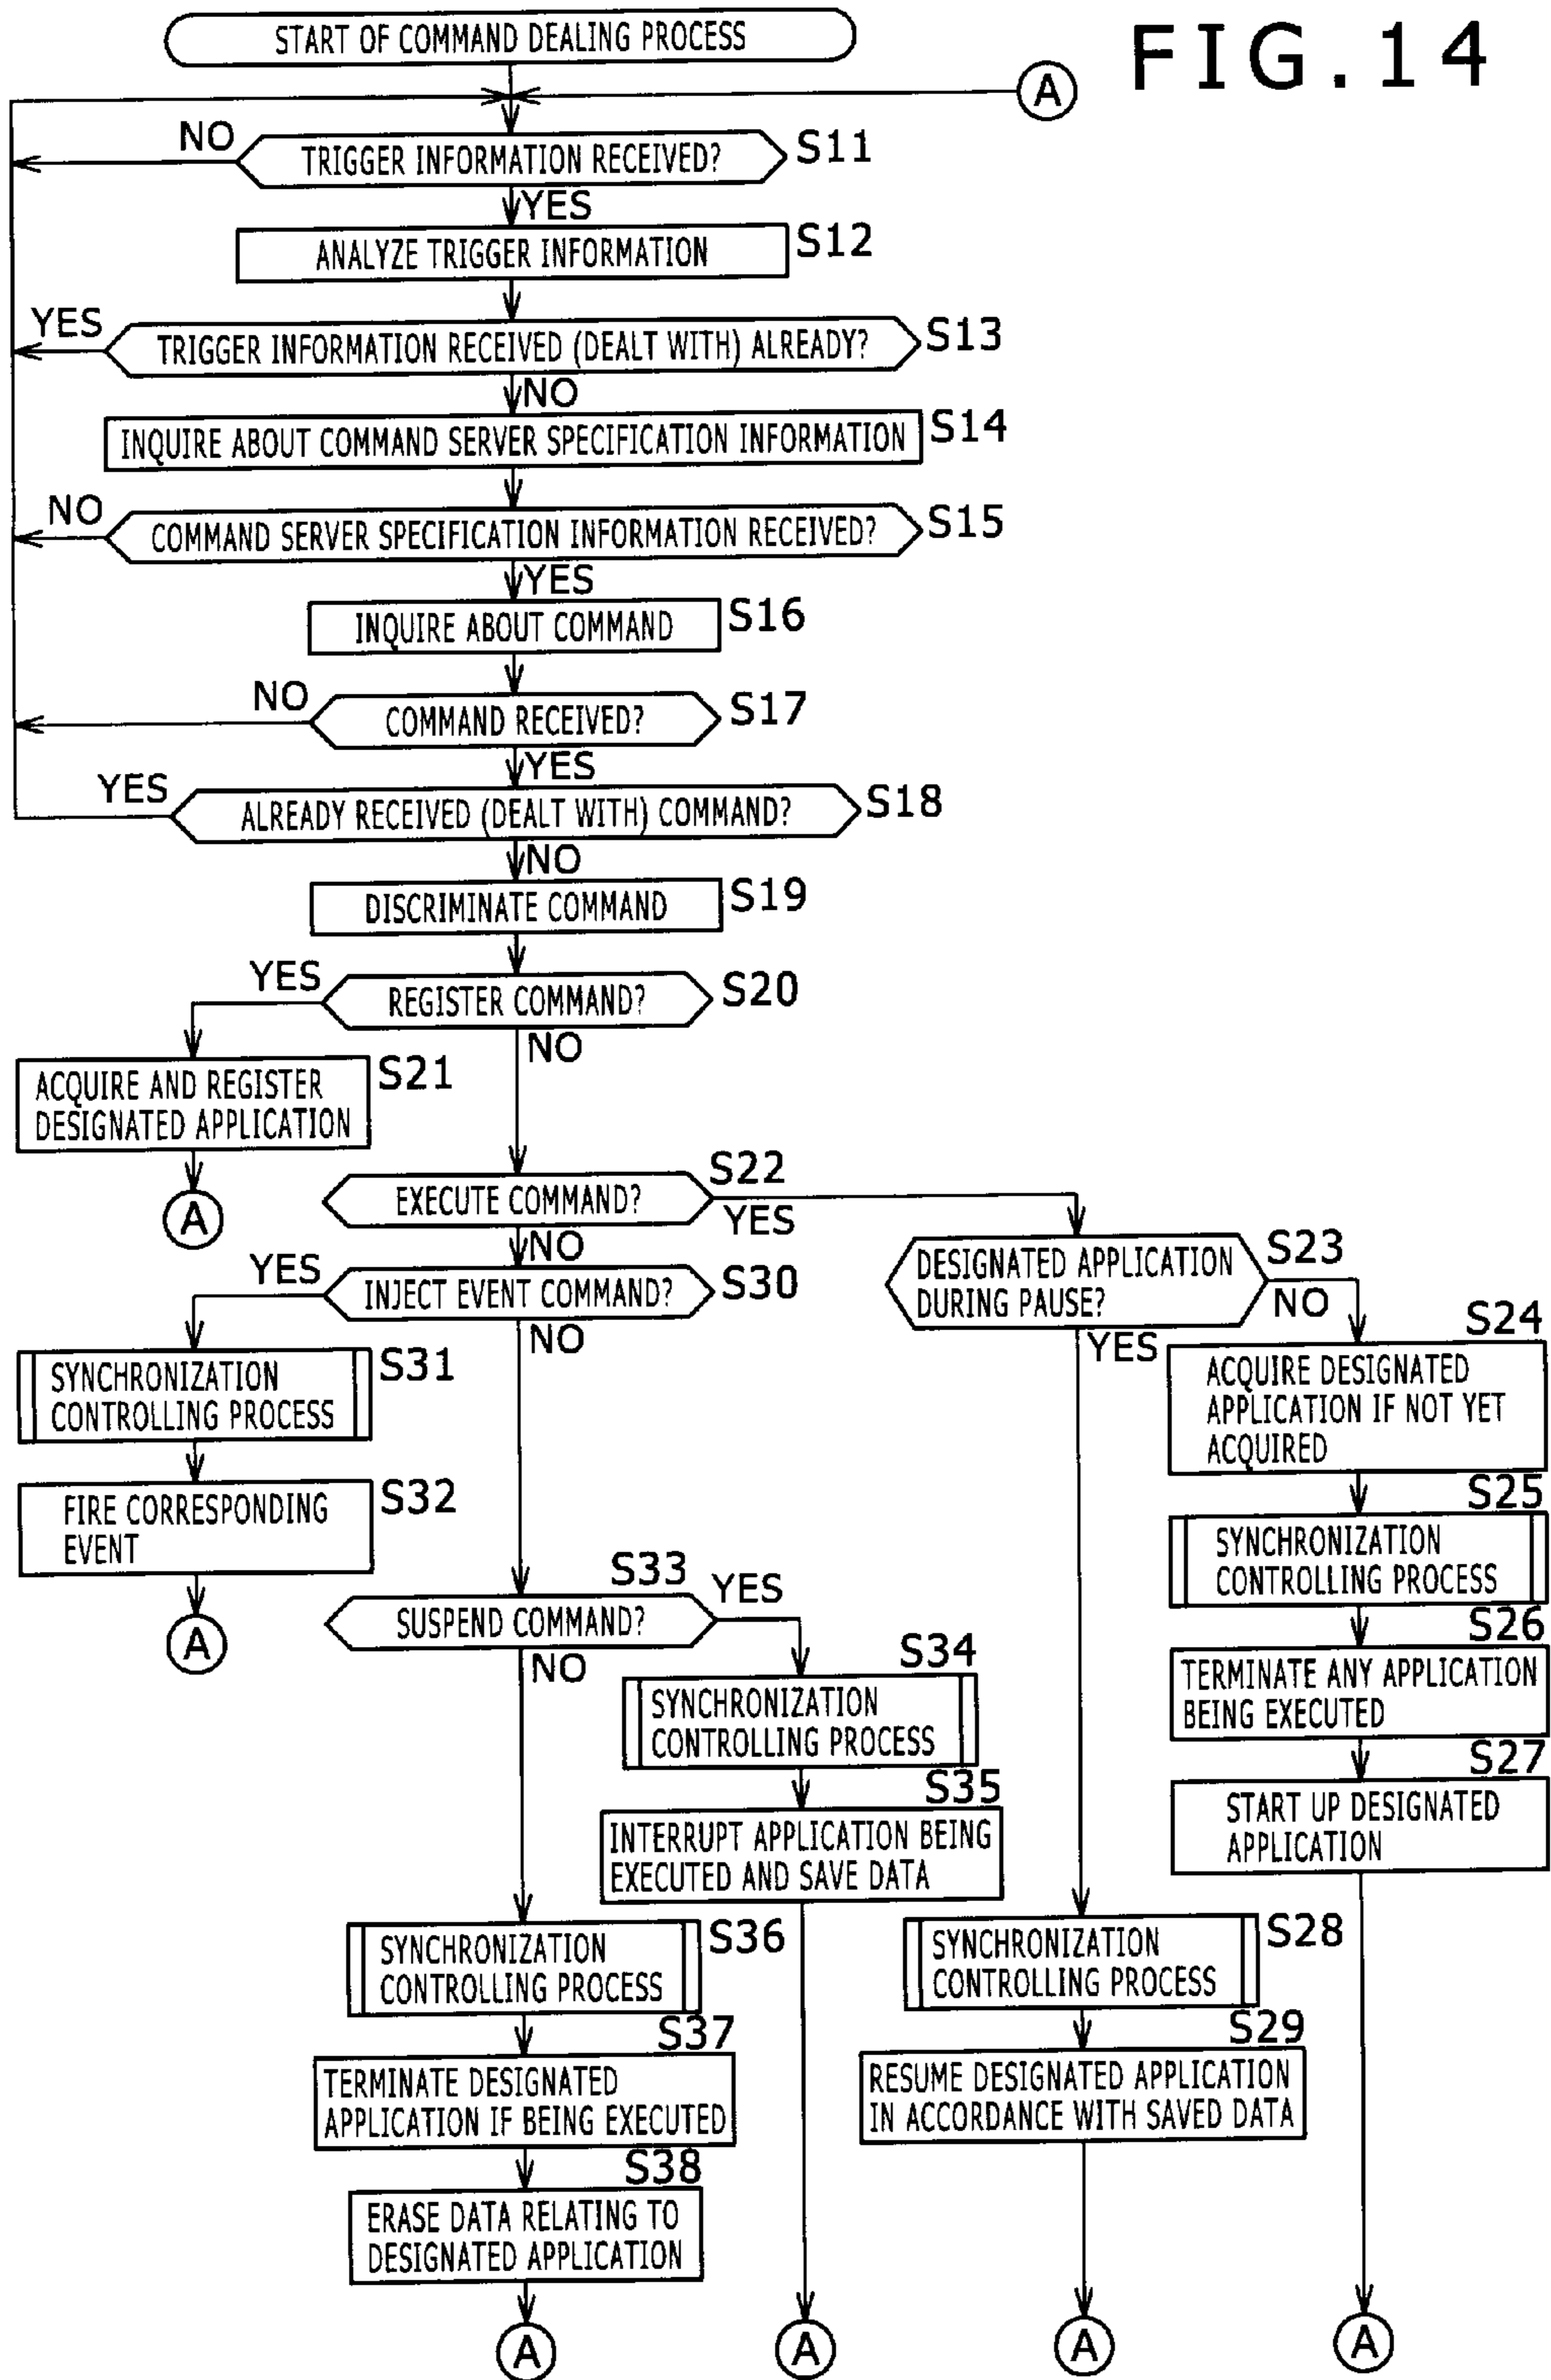 FIG.14
START OF COMMAND DEALING PROCESS
A
NO
TRIGGER INFORMATION RECEIVED?
S11
YES
ANALYZE TRIGGER INFORMATION
S12
YES
TRIGGER INFORMATION RECEIVED (DEALT WITH) ALREADY?
S13
NO
INQUIRE ABOUT COMMAND SERVER SPECIFICATION INFORMATION
S14
NO
COMMAND SERVER SPECIFICATION INFORMATION RECEIVED?
S15
YES
INQUIRE ABOUT COMMAND
S16
NO
COMMAND RECEIVED?
S17
YES
YES
ALREADY RECEIVED (DEALT WITH) COMMAND?
S18
NO
DISCRIMINATE COMMAND
S19
YES
REGISTER COMMAND?
S20
NO
ACQUIRE AND REGISTER
DESIGNATED APPLICATION
S21
A
EXECUTE COMMAND?
S22
YES
NO
DESIGNATED APPLICATION
DURING PAUSE?
S23
NO
YES
YES
INJECT EVENT COMMAND?
S30
NO
S24
ACQUIRE DESIGNATED
APPLICATION IF NOT YET
ACQUIRED
SYNCHRONIZATION
CONTROLLING PROCESS
S31
S25
SYNCHRONIZATION
CONTROLLING PROCESS
FIRE CORRESPONDING
EVENT
S32
A
S33
SUSPEND COMMAND?
YES
NO
S26
TERMINATE ANY APPLICATION
BEING EXECUTED
S34
SYNCHRONIZATION
CONTROLLING PROCESS
S27
START UP DESIGNATED
APPLICATION
S35
INTERRUPT APPLICATION BEING
EXECUTED AND SAVE DATA
SYNCHRONIZATION
CONTROLLING PROCESS
S36
SYNCHRONIZATION
CONTROLLING PROCESS
S28
S37
TERMINATE DESIGNATED
APPLICATION IF BEING EXECUTED
S29
RESUME DESIGNATED APPLICATION
IN ACCORDANCE WITH SAVED DATA
S38
ERASE DATA RELATING TO
DESIGNATED APPLICATION
A
A
A
A